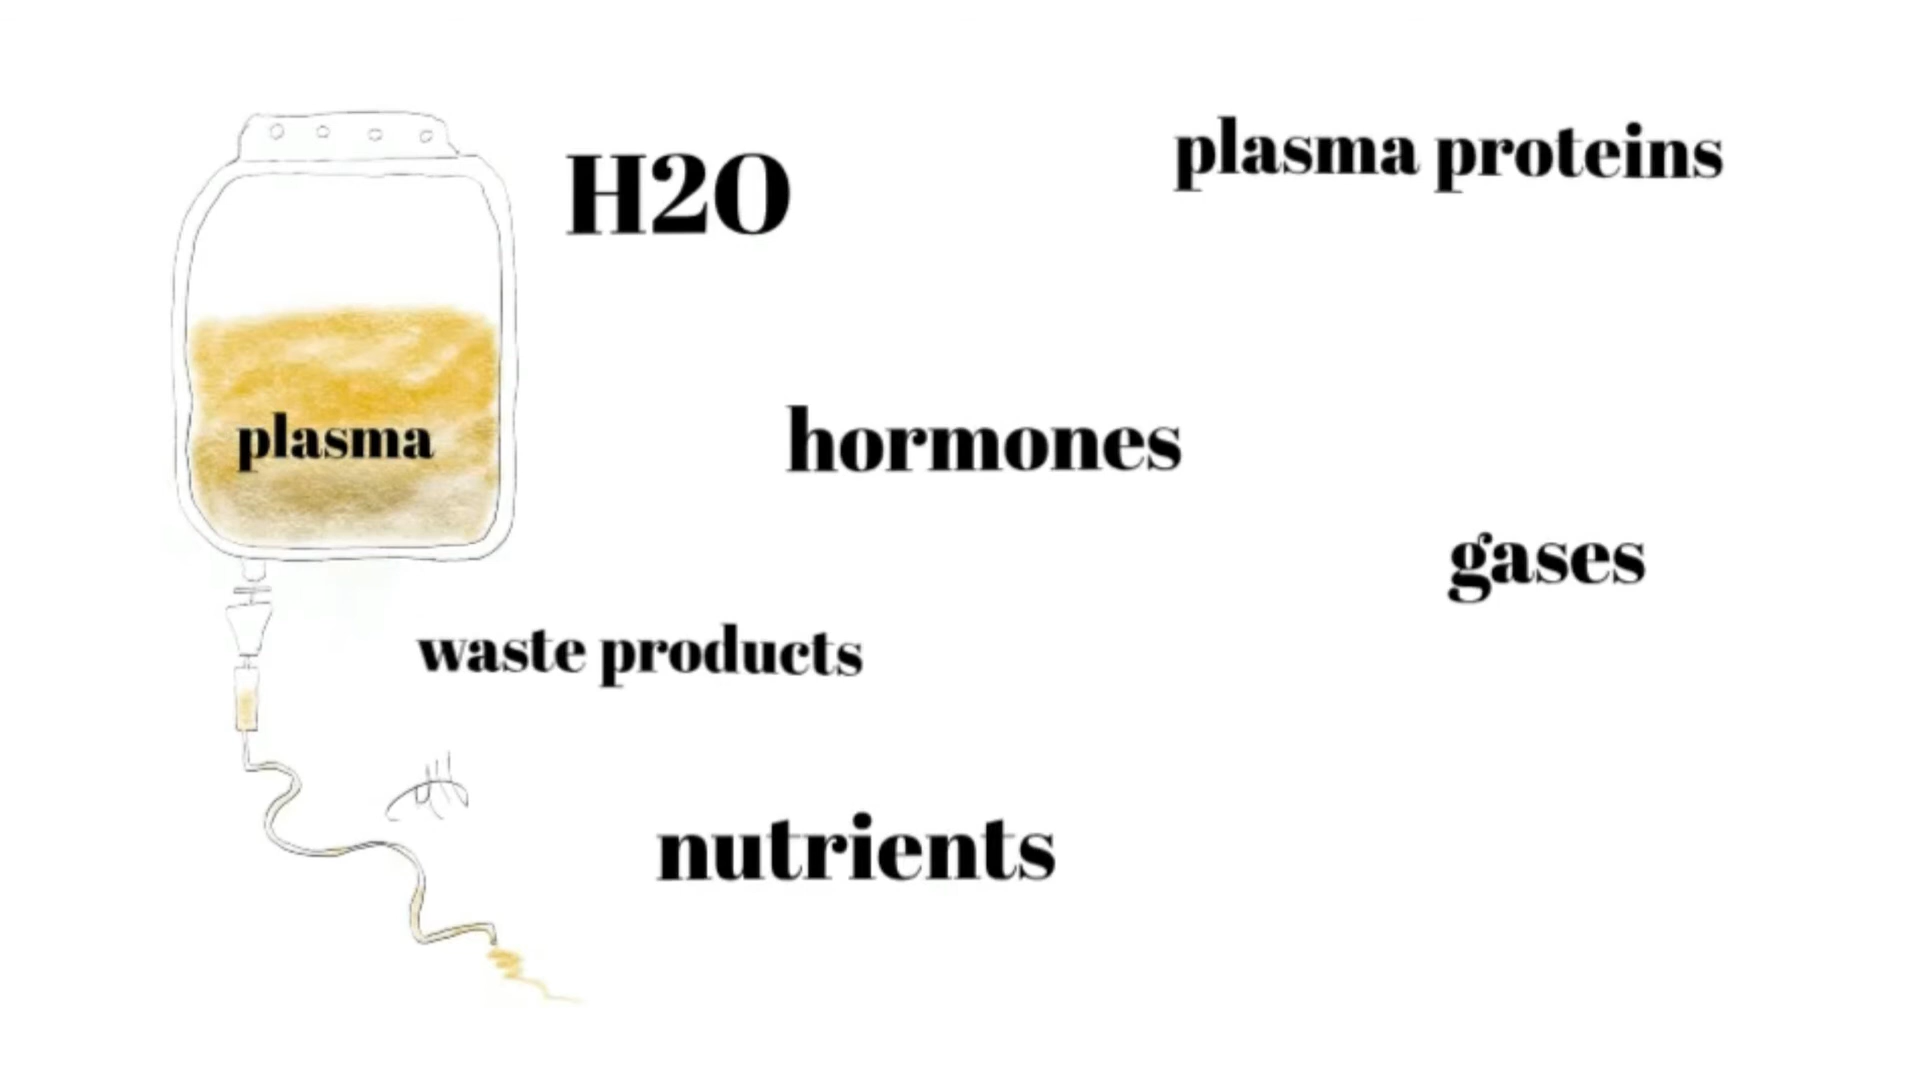 H2O
plasma proteins
plasma
hormones
gases
waste products
nutrients